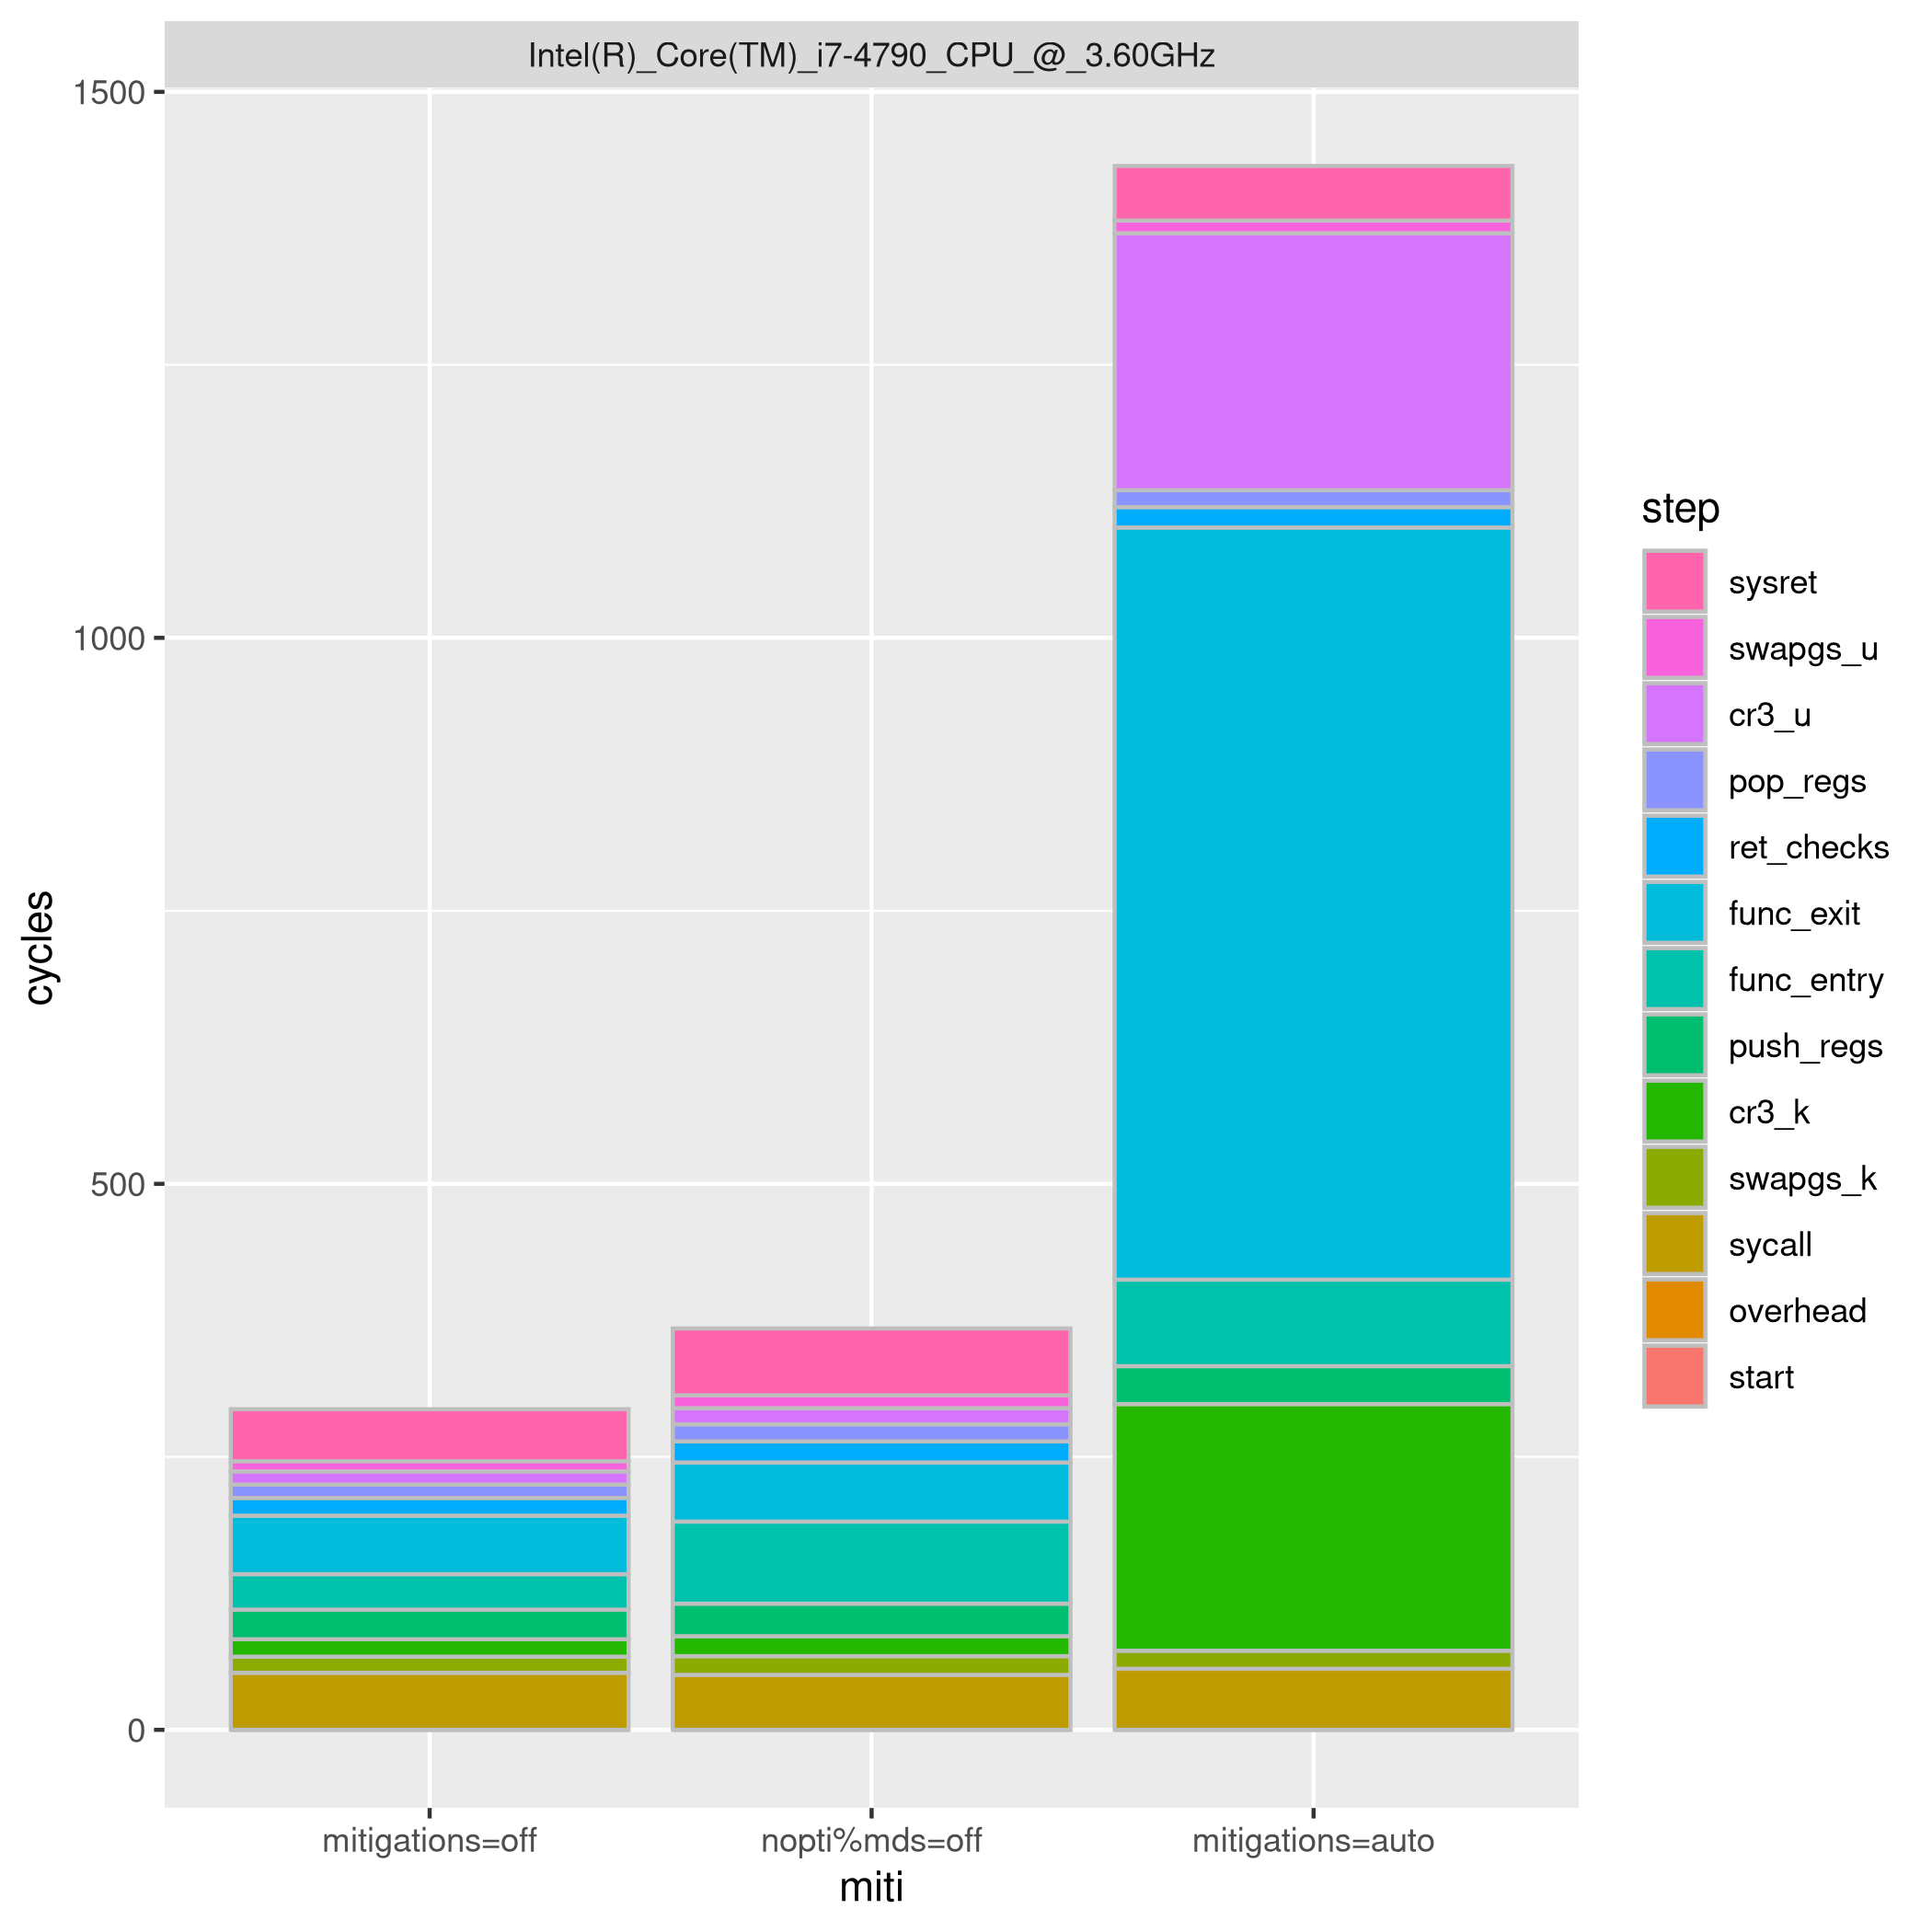 Intel(R)_Core(TM)_i7-4790_CPU_@_3.60GHz
1500
1000
500
0
cycles
mitigations=off
nopti%mds=off
mitigations=auto
miti
step
sysret
swapgs_u
cr3_u
pop_regs
ret_checks
func_exit
func_entry
push_regs
cr3_k
swapgs_k
sycall
overhead
start